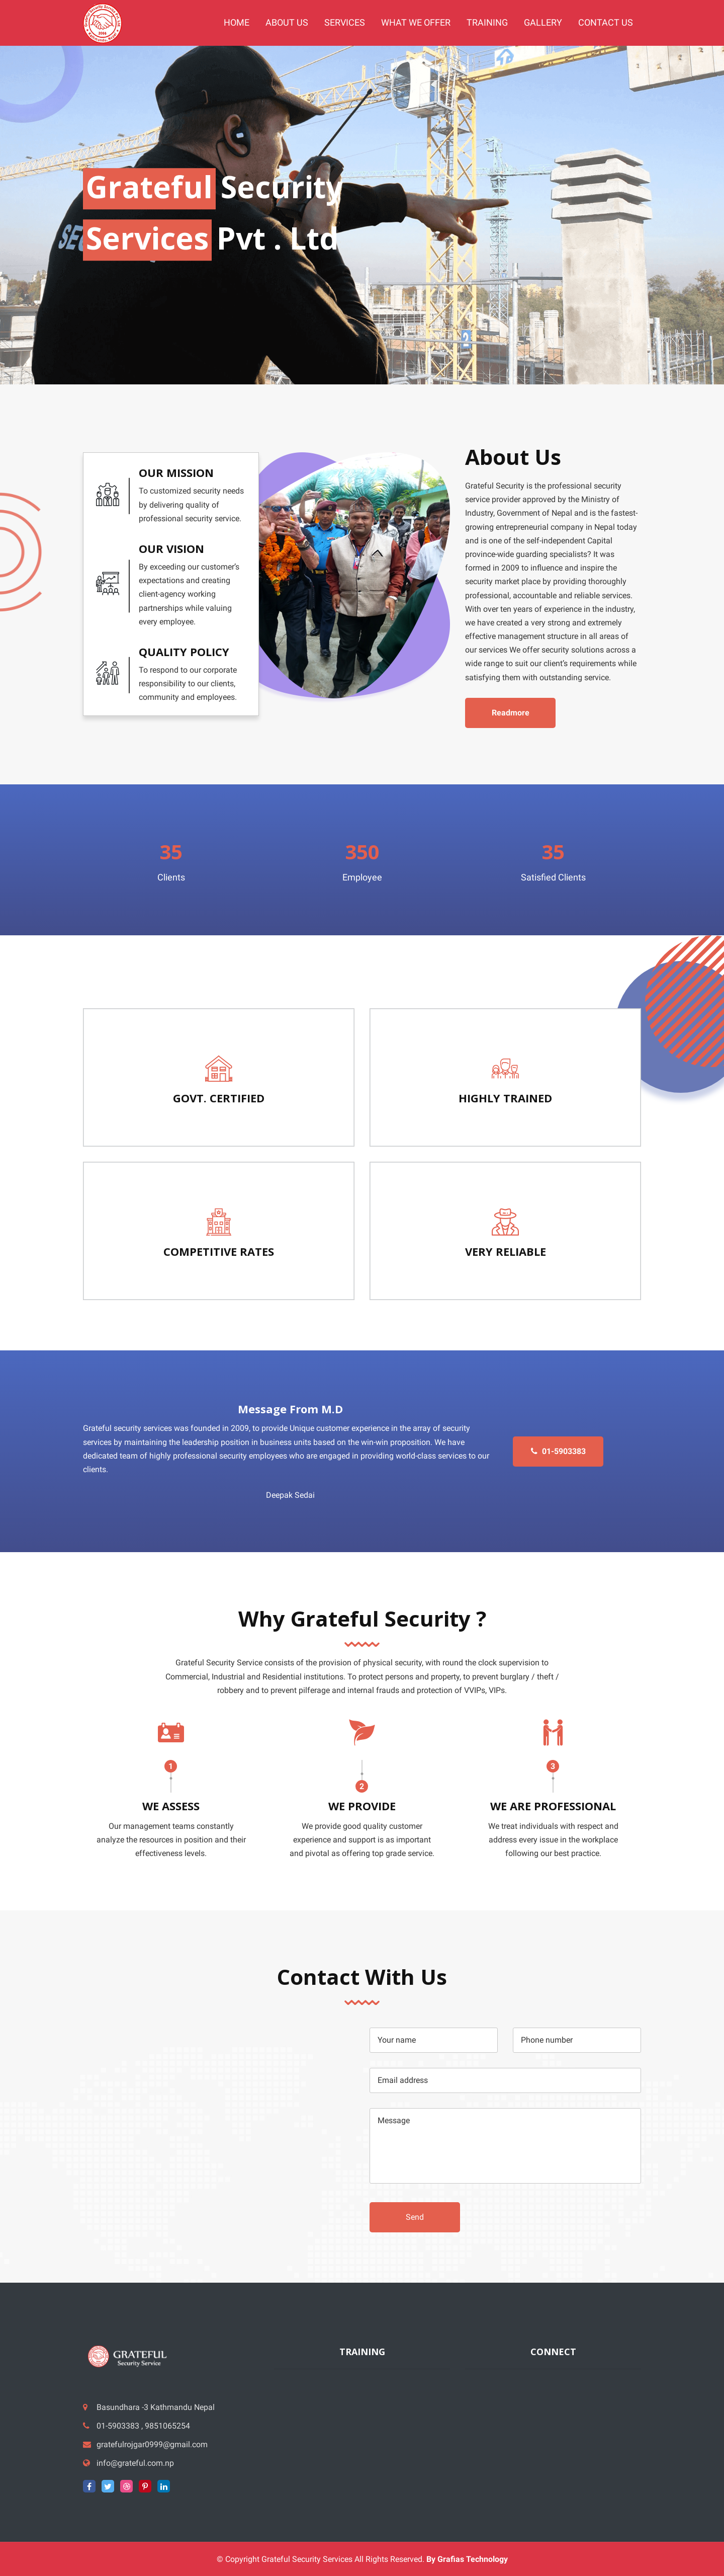 HOME ABOUT US SERVICES WHAT WE OFFER TRAINING GALLERY CONTACT US
Grateful Security
Services Pvt . Ltd
OUR MISSION
To customized security needs
by delivering quality of
professional security service.
OUR VISION
By exceeding our customer's
expectations and creating
client-agency working
partnerships while valuing
every employee.
QUALITY POLICY
To respond to our corporate
responsibility to our clients,
community and employees.
About Us
Grateful Security is the professional security
service provider approved by the Ministry of
Industry, Government of Nepal and is the fastest-
growing entrepreneurial company in Nepal today
and is one of the self-independent Capital
province-wide guarding specialists? It was
formed in 2009 to influence and inspire the
security market place by providing thoroughly
professional, accountable and reliable services.
With over ten years of experience in the industry,
we have created a very strong and extremely
effective management structure in all areas of
our services We offer security solutions across a
wide range to suit our client's requirements while
satisfying them with outstanding service.
Readmore
35
Clients
350
Employee
35
Satisfied Clients
GOVT. CERTIFIED
HIGHLY TRAINED
COMPETITIVE RATES
VERY RELIABLE
Message From M.D
Grateful security services was founded in 2009, to provide Unique customer experience in the array of security
services by maintaining the leadership position in business units based on the win-win proposition. We have
dedicated team of highly professional security employees who are engaged in providing world-class services to our
clients.
Deepak Sedai
01-5903383
Why Grateful Security ?
Grateful Security Service consists of the provision of physical security, with round the clock supervision to
Commercial, Industrial and Residential institutions. To protect persons and property, to prevent burglary / theft /
robbery and to prevent pilferage and internal frauds and protection of VVIPs, VIPs.
1
WE ASSESS
Our management teams constantly
analyze the resources in position and their
effectiveness levels.
2
WE PROVIDE
We provide good quality customer
experience and support is as important
and pivotal as offering top grade service.
3
WE ARE PROFESSIONAL
We treat individuals with respect and
address every issue in the workplace
following our best practice.
Contact With Us
Your name
Phone number
Email address
Message
Send
GRATEFUL
Security Service
Basundhara -3 Kathmandu Nepal
01-5903383 , 9851065254
gratefulrojgar0999@gmail.com
info@grateful.com.np
TRAINING
CONNECT
© Copyright Grateful Security Services All Rights Reserved. By Grafias Technology